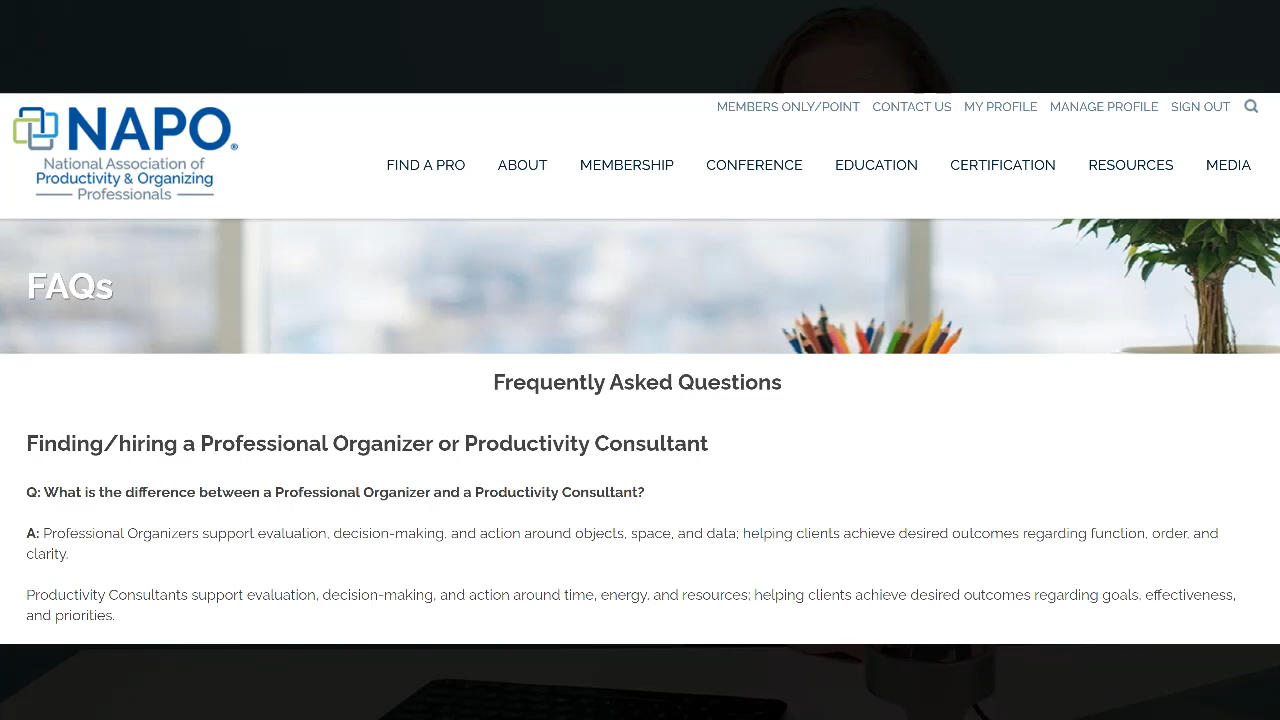 MEMBERS ONLY/POINT CONTACT US MY PROFILE MANAGE PROFILE SIGN OUT
NAPO®
National Association of
Productivity & Organizing
Professionals
FIND A PRO ABOUT MEMBERSHIP CONFERENCE EDUCATION CERTIFICATION RESOURCES MEDIA
FAQs
Frequently Asked Questions
Finding/hiring a Professional Organizer or Productivity Consultant
Q: What is the difference between a Professional Organizer and a Productivity Consultant?
A: Professional Organizers support evaluation, decision-making, and action around objects, space, and data; helping clients achieve desired outcomes regarding function, order, and
clarity.
Productivity Consultants support evaluation, decision-making, and action around time, energy, and resources; helping clients achieve desired outcomes regarding goals, effectiveness,
and priorities.